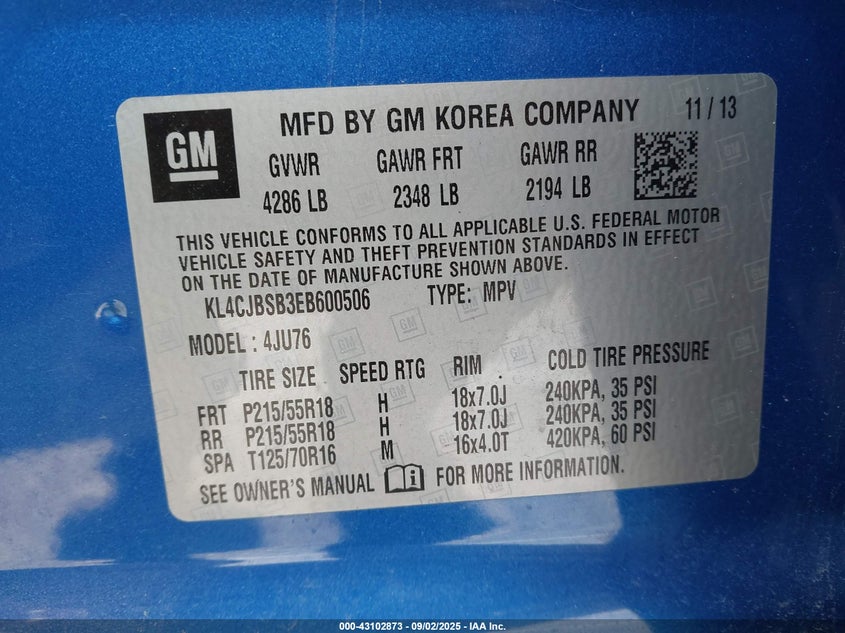 GM
MFD BY GM KOREA COMPANY 11 / 13
GVWR GAWR FRT GAWR RR
4286 LB 2348 LB 2194 LB
THIS VEHICLE CONFORMS TO ALL APPLICABLE U.S. FEDERAL MOTOR
VEHICLE SAFETY AND THEFT PREVENTION STANDARDS IN EFFECT
ON THE DATE OF MANUFACTURE SHOWN ABOVE.
KL4CJBSB3EB600506 TYPE: MPV
MODEL : 4JU76
TIRE SIZE SPEED RTG RIM COLD TIRE PRESSURE
FRT P215/55R18 H 18x7.0J 240KPA, 35 PSI
RR P215/55R18 H 18x7.0J 240KPA, 35 PSI
SPA T125/70R16 M 16x4.0T 420KPA, 60 PSI
SEE OWNER'S MANUAL FOR MORE INFORMATION.
000-43102873 - 09/02/2025 - IAA Inc.